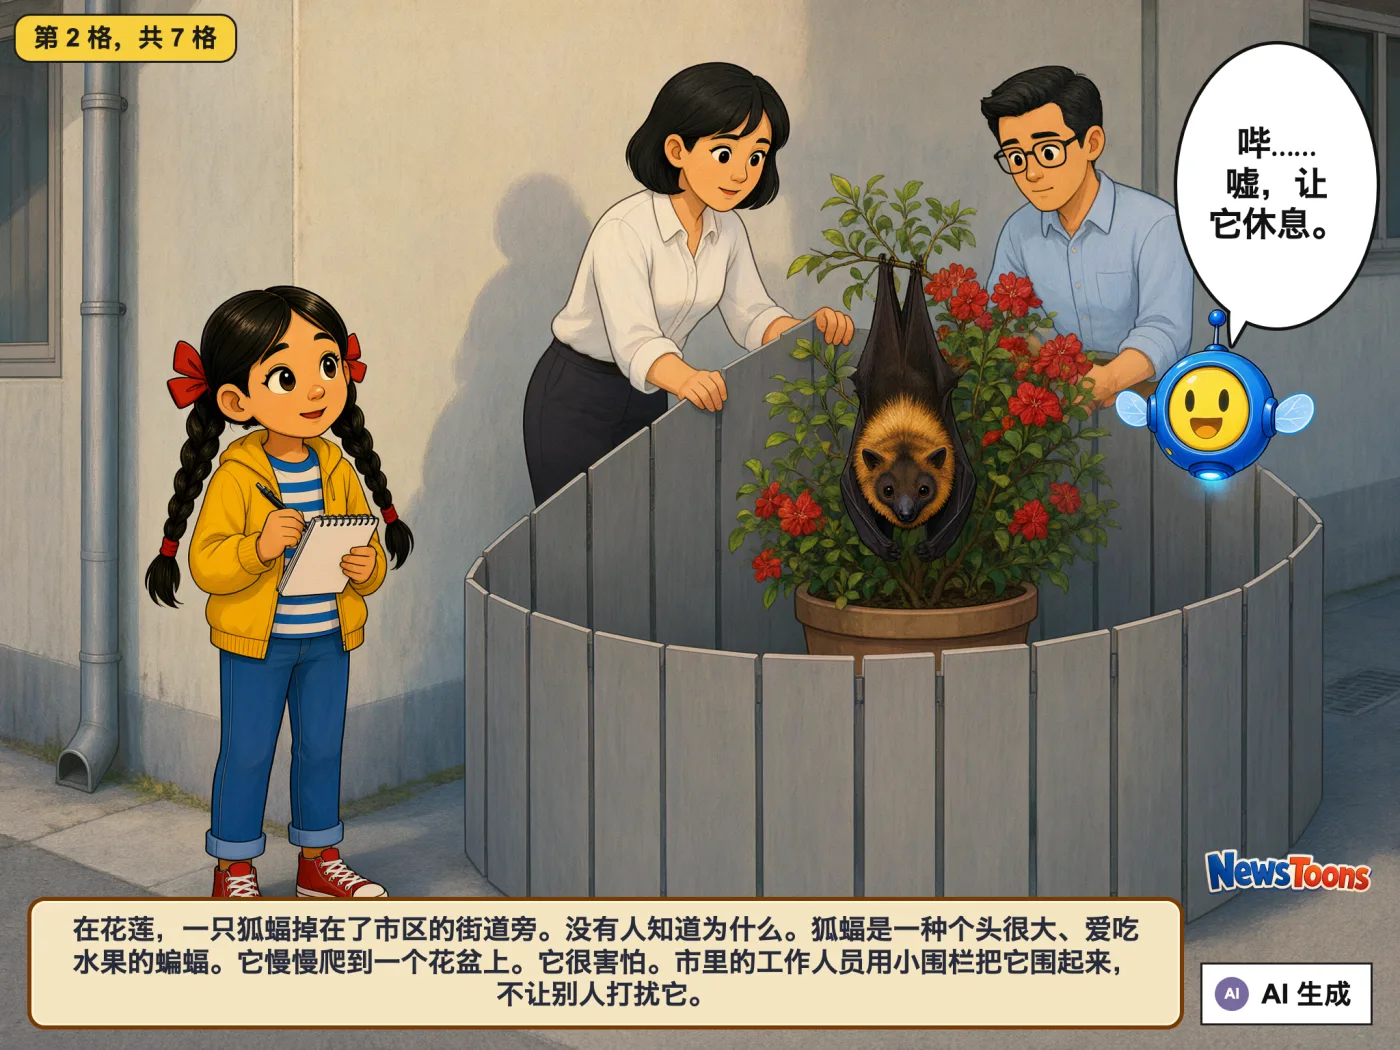 第 2 格，共 7 格
哔……
嘘，让
它休息。
NewsToons
在花莲，一只狐蝠掉在了市区的街道旁。没有人知道为什么。狐蝠是一种个头很大、爱吃
水果的蝙蝠。它慢慢爬到一个花盆上。它很害怕。市里的工作人员用小围栏把它围起来，
不让别人打扰它。
AI AI 生成